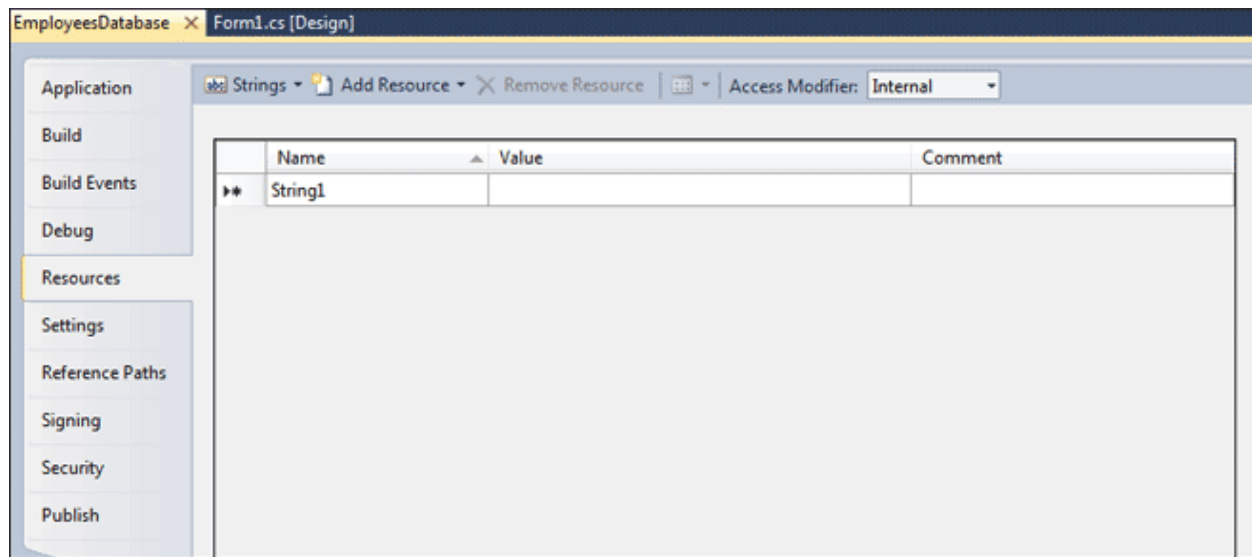 EmployeesDatabase Form1.cs [Design]
abc Strings Add Resource Remove Resource Access Modifier: Internal
Application
Build
Build Events
Debug
Resources
Settings
Reference Paths
Signing
Security
Publish
Name Value Comment
String1